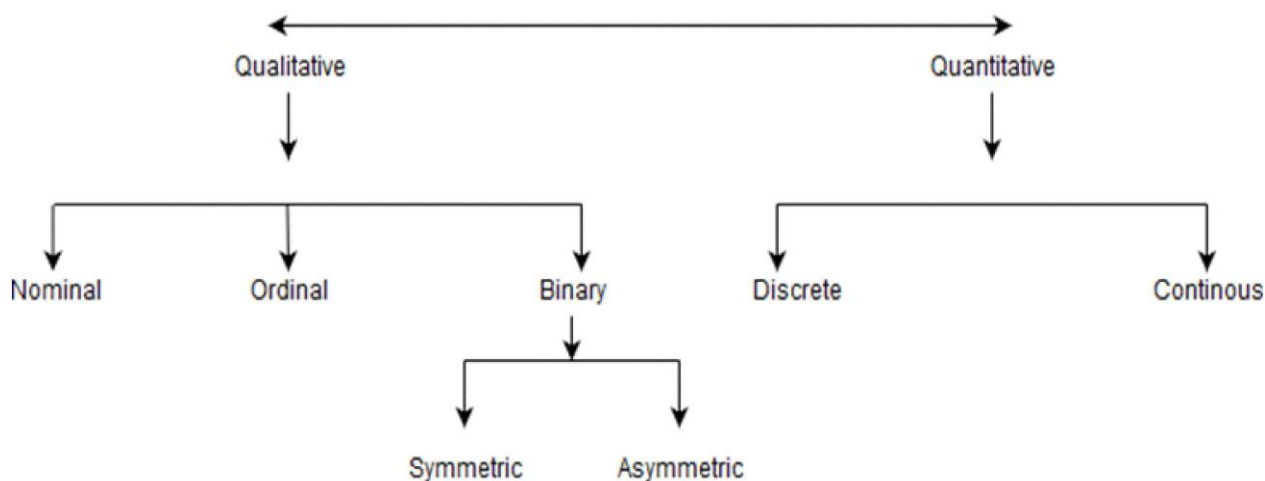 Qualitative Quantitative
Nominal Ordinal Binary Discrete Continous
Symmetric Asymmetric